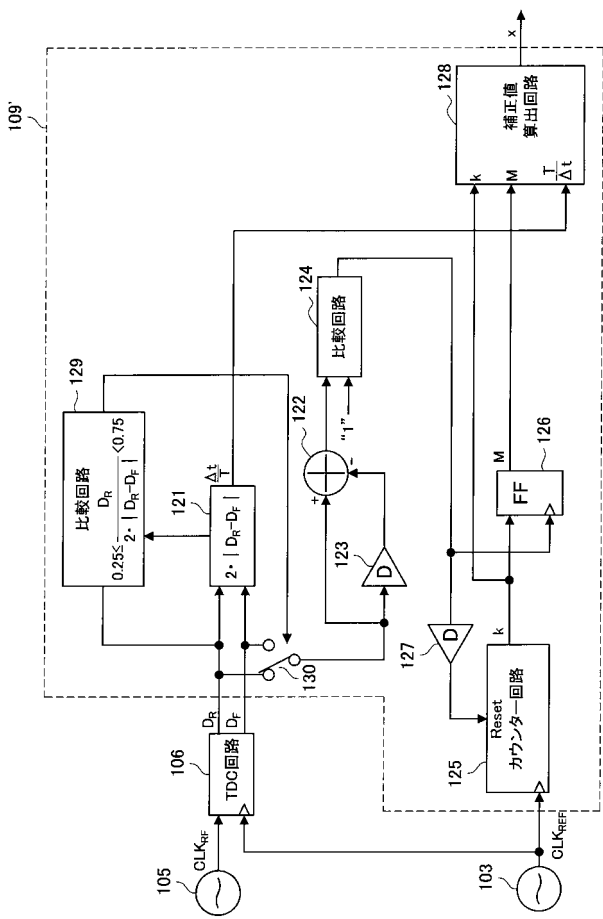 109'
105
CLK_RF
103
CLK_REF
106
TDC回路
D_R
D_F
130
129
比較回路
0.25≤ D_R / 2・|D_R-D_F| <0.75
121
2・|D_R-D_F|
Δt/T
122
+
-
"1"
123
D
124
比較回路
125
Reset
カウンター回路
k
127
D
126
FF
M
128
補正値
算出回路
k
M
T/Δt
x